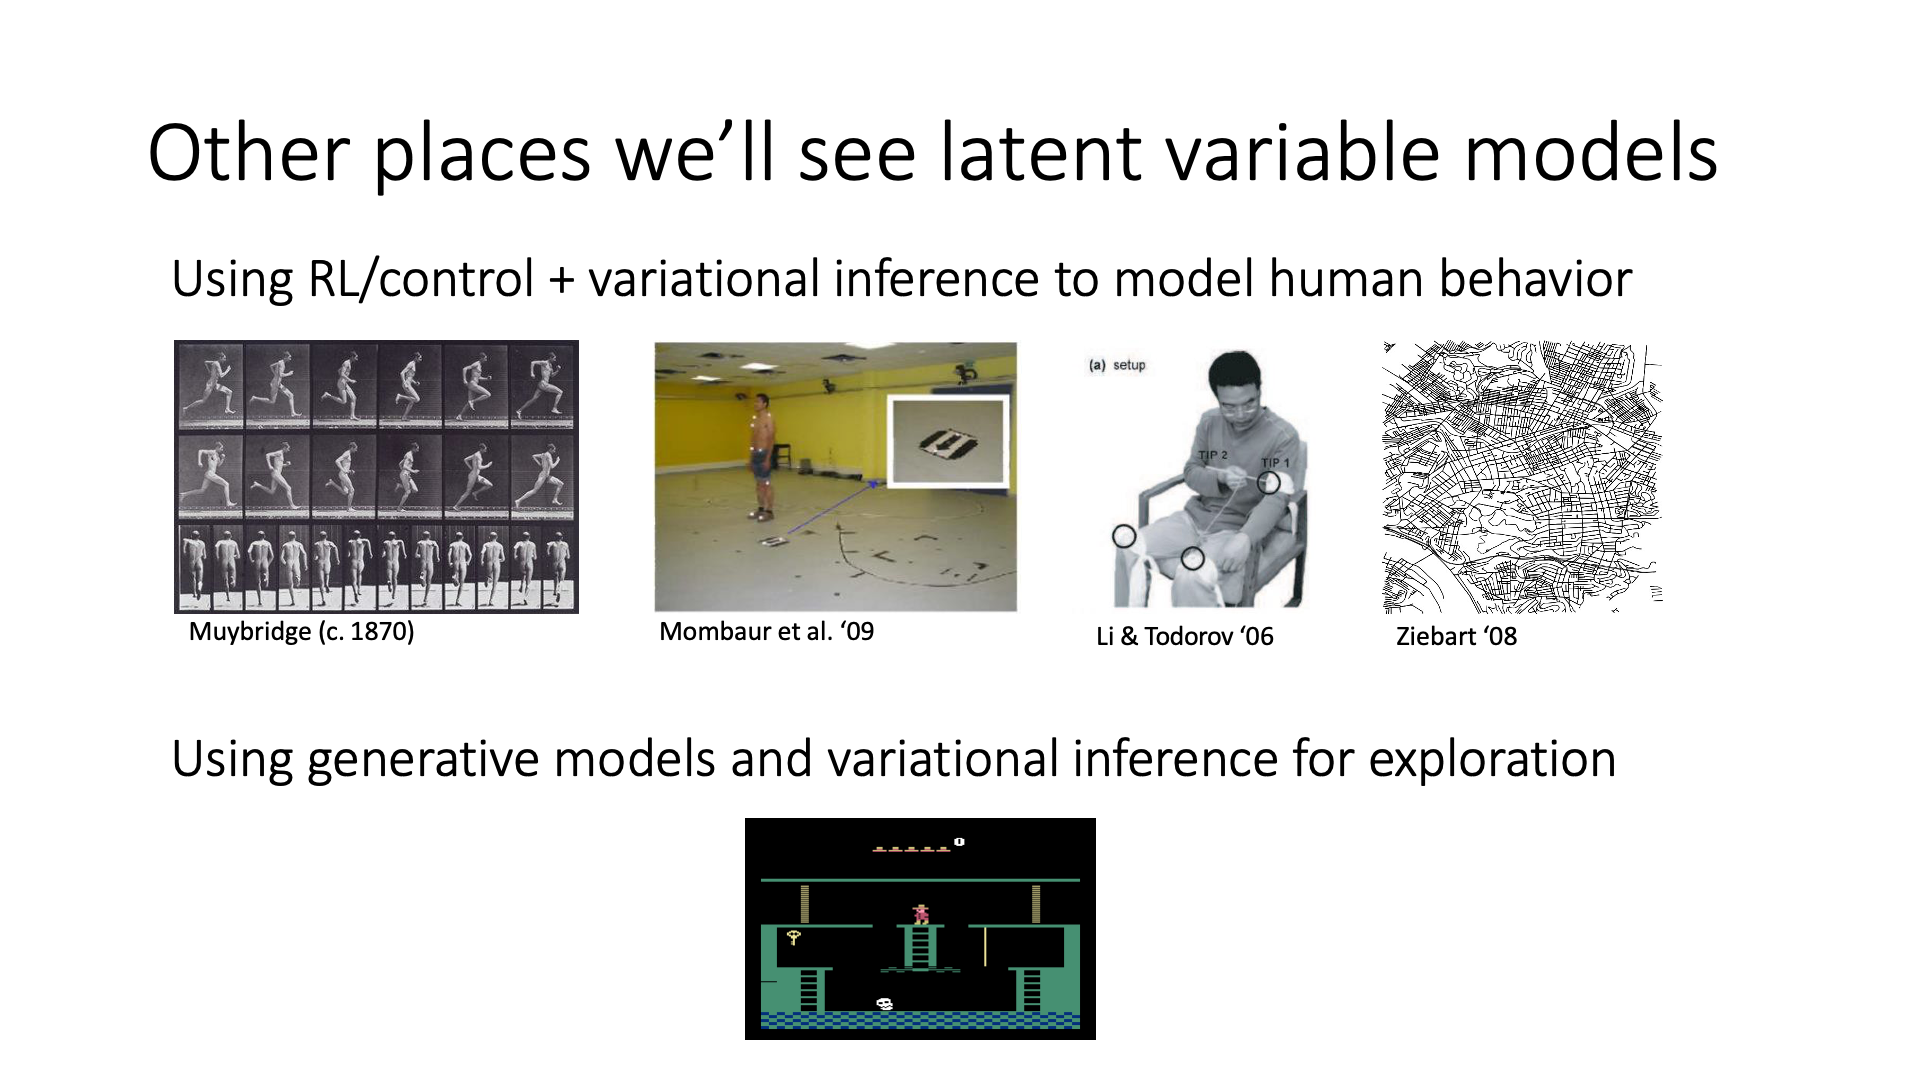 Other places we’ll see latent variable models
Using RL/control + variational inference to model human behavior
(a) setup
TIP 2
TIP 1
Muybridge (c. 1870)
Mombaur et al. ‘09
Li & Todorov ‘06
Ziebart ‘08
Using generative models and variational inference for exploration
0